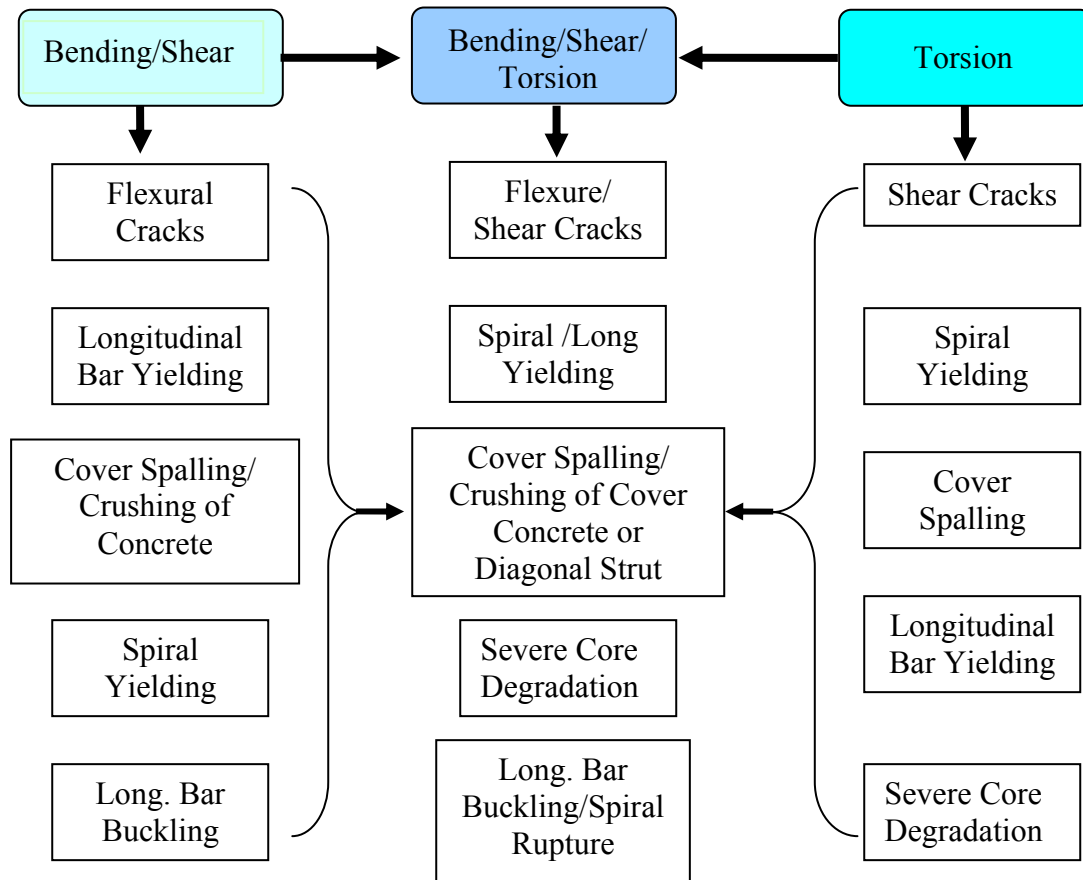 Bending/Shear
Bending/Shear/
Torsion
Torsion
Flexural
Cracks
Flexure/
Shear Cracks
Shear Cracks
Longitudinal
Bar Yielding
Spiral /Long
Yielding
Spiral
Yielding
Cover Spalling/
Crushing of
Concrete
Cover Spalling/
Crushing of Cover
Concrete or
Diagonal Strut
Cover
Spalling
Spiral
Yielding
Severe Core
Degradation
Longitudinal
Bar Yielding
Long. Bar
Buckling
Long. Bar
Buckling/Spiral
Rupture
Severe Core
Degradation